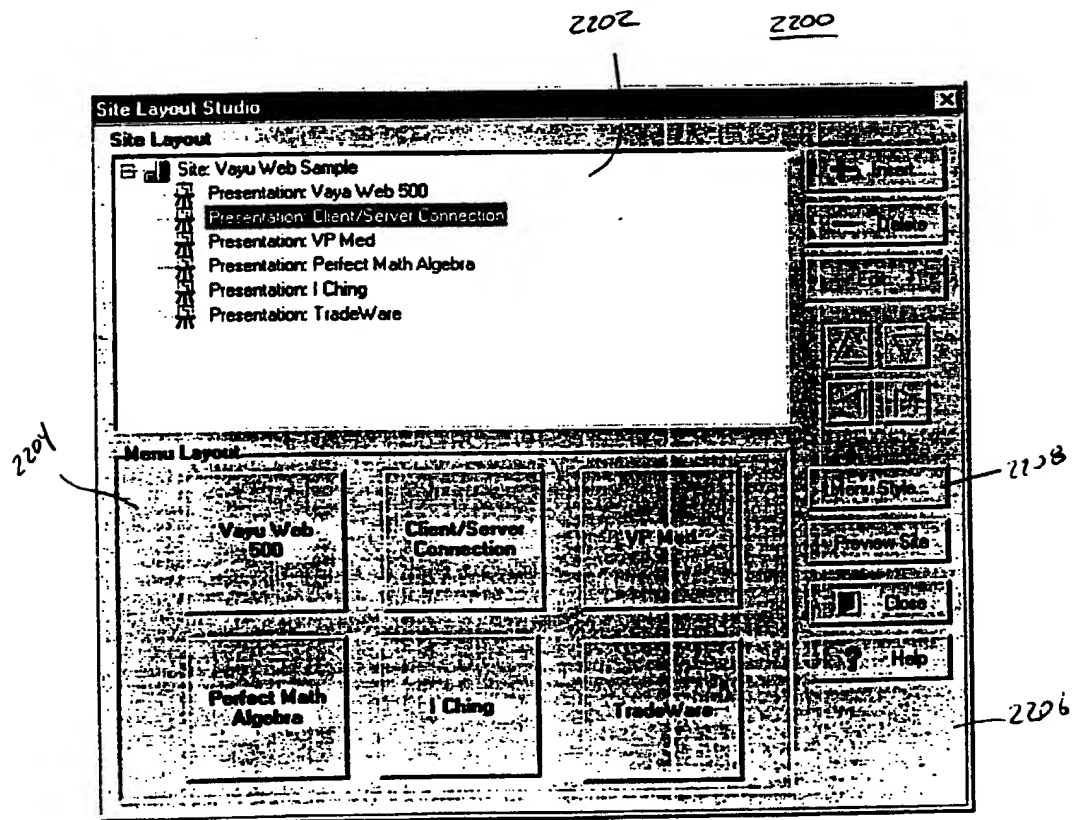 2202 2200
Site Layout Studio
Site Layout
Site: Vayu Web Sample
Presentation: Vaya Web 500
Presentation: Client/Server Connection
Presentation: VP Med
Presentation: Perfect Math Algebra
Presentation: I Ching
Presentation: TradeWare
Insert
Delete
Edit
2204
Menu Layout
Vayu Web
500
Client/Server
Connection
VP Med
Perfect Math
Algebra
I Ching
TradeWare
Menu Style...
2208
Preview Site
Close
? Help
2206